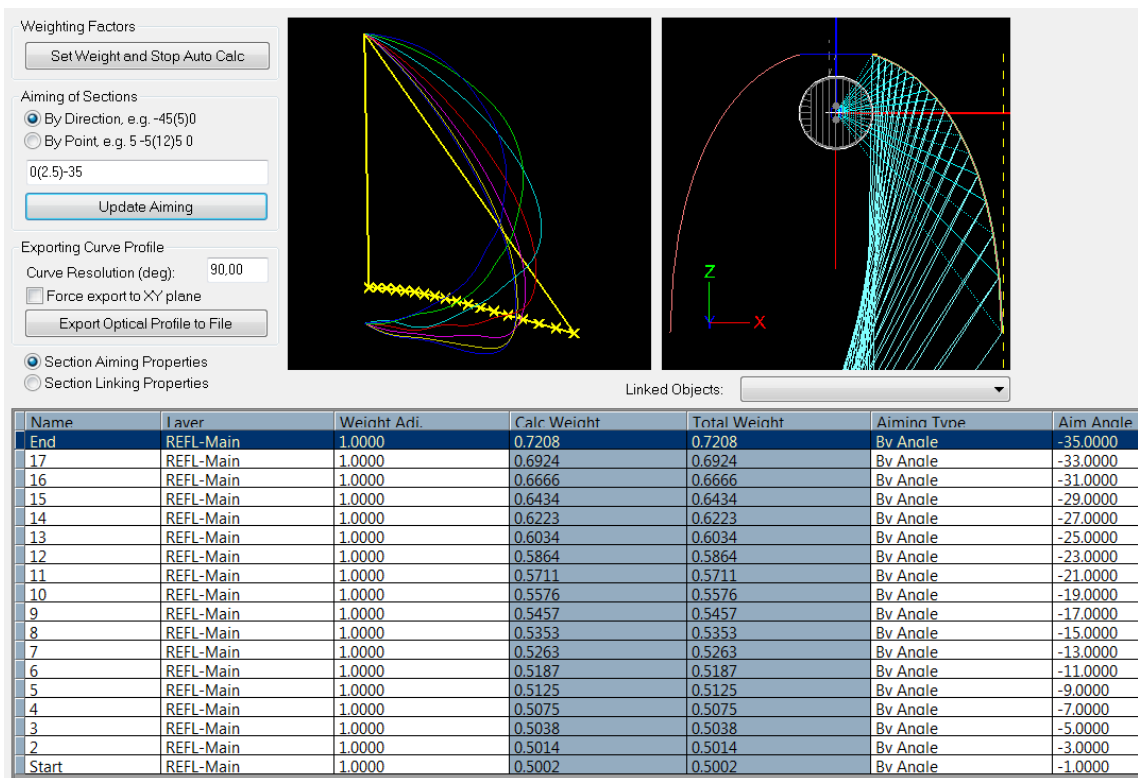 Weighting Factors
Set Weight and Stop Auto Calc
Aiming of Sections
By Direction, e.g. -45(5)0
By Point, e.g. 5 -5(12)5 0
0(2.5)-35
Update Aiming
Exporting Curve Profile
Curve Resolution (deg): 90,00
Force export to XY plane
Export Optical Profile to File
Section Aiming Properties
Section Linking Properties
Z
X
Linked Objects:
Name Layer Weight Adj. Calc Weight Total Weight Aiming Type Aim Angle
End REFL-Main 1.0000 0.7208 0.7208 By Angle -35.0000
17 REFL-Main 1.0000 0.6924 0.6924 By Angle -33.0000
16 REFL-Main 1.0000 0.6666 0.6666 By Angle -31.0000
15 REFL-Main 1.0000 0.6434 0.6434 By Angle -29.0000
14 REFL-Main 1.0000 0.6223 0.6223 By Angle -27.0000
13 REFL-Main 1.0000 0.6034 0.6034 By Angle -25.0000
12 REFL-Main 1.0000 0.5864 0.5864 By Angle -23.0000
11 REFL-Main 1.0000 0.5711 0.5711 By Angle -21.0000
10 REFL-Main 1.0000 0.5576 0.5576 By Angle -19.0000
9 REFL-Main 1.0000 0.5457 0.5457 By Angle -17.0000
8 REFL-Main 1.0000 0.5353 0.5353 By Angle -15.0000
7 REFL-Main 1.0000 0.5263 0.5263 By Angle -13.0000
6 REFL-Main 1.0000 0.5187 0.5187 By Angle -11.0000
5 REFL-Main 1.0000 0.5125 0.5125 By Angle -9.0000
4 REFL-Main 1.0000 0.5075 0.5075 By Angle -7.0000
3 REFL-Main 1.0000 0.5038 0.5038 By Angle -5.0000
2 REFL-Main 1.0000 0.5014 0.5014 By Angle -3.0000
Start REFL-Main 1.0000 0.5002 0.5002 By Angle -1.0000